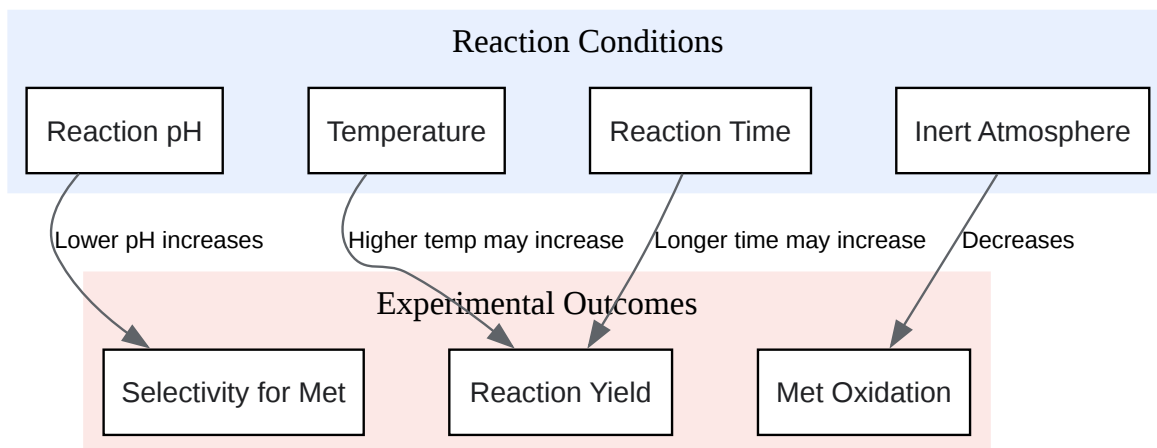 Reaction Conditions
Reaction pH
Temperature
Reaction Time
Inert Atmosphere
Lower pH increases
Higher temp may increase
Longer time may increase
Decreases
Experimental Outcomes
Selectivity for Met
Reaction Yield
Met Oxidation